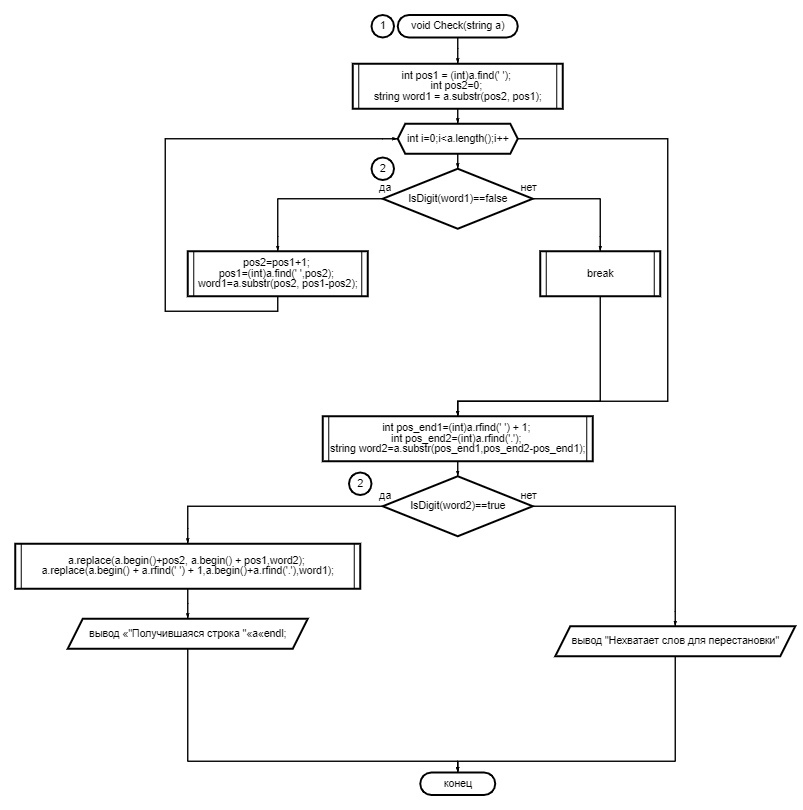 1
void Check(string a)
int pos1 = (int)a.find(' ');
int pos2=0;
string word1 = a.substr(pos2, pos1);
int i=0;i<a.length();i++
2
да
нет
IsDigit(word1)==false
pos2=pos1+1;
pos1=(int)a.find(' ',pos2);
word1=a.substr(pos2, pos1-pos2);
break
int pos_end1=(int)a.rfind(' ') + 1;
int pos_end2=(int)a.rfind('.');
string word2=a.substr(pos_end1,pos_end2-pos_end1);
2
да
нет
IsDigit(word2)==true
a.replace(a.begin()+pos2, a.begin() + pos1,word2);
a.replace(a.begin() + a.rfind(' ') + 1,a.begin()+a.rfind('.'),word1);
вывод «"Получившаяся строка "«a«endl;
вывод "Нехватает слов для перестановки"
конец